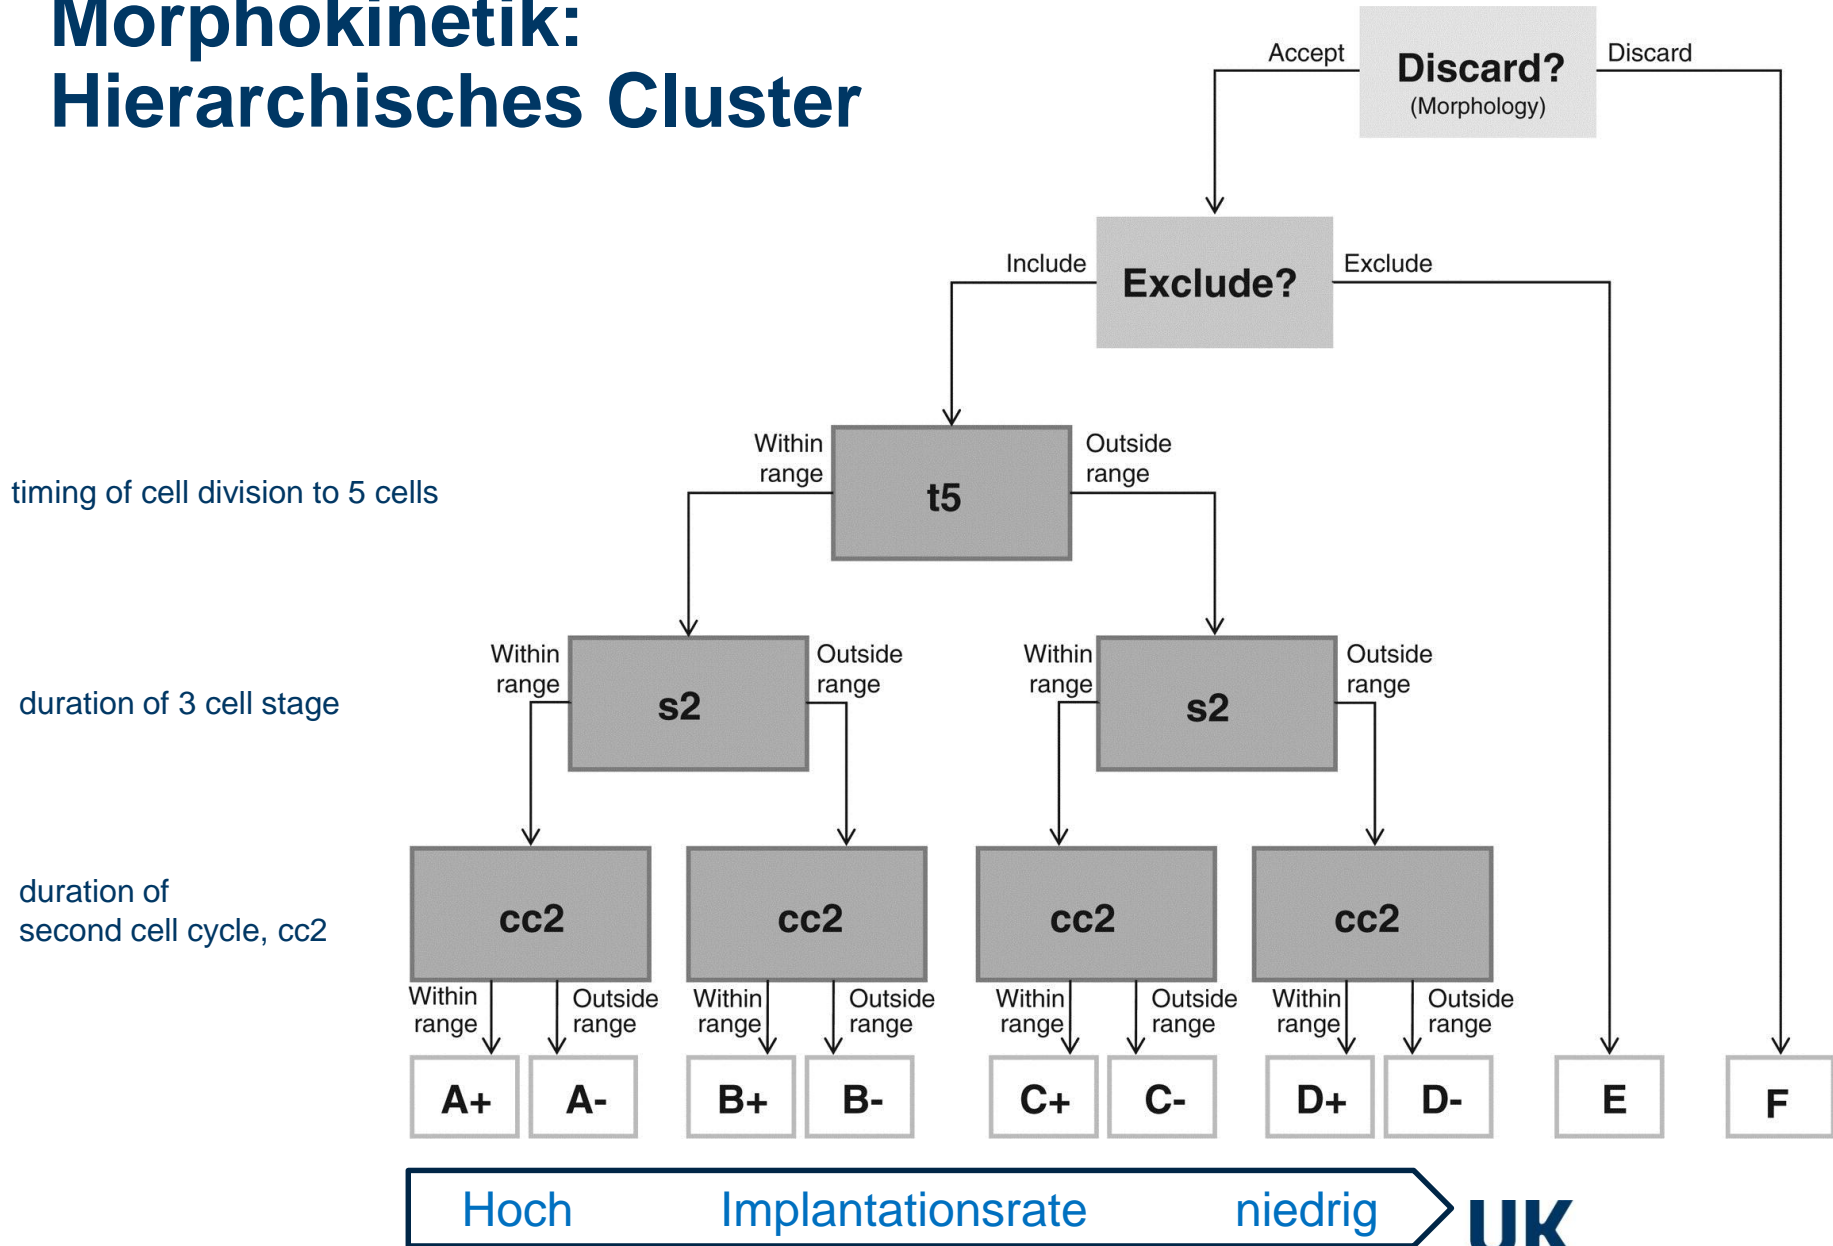 Morphokinetik:
Hierarchisches Cluster
Accept
Discard?
(Morphology)
Discard
Include
Exclude?
Exclude
Within
range
t5
Outside
range
timing of cell division to 5 cells
Within
range
s2
Outside
range
Within
range
s2
Outside
range
duration of 3 cell stage
duration of
second cell cycle, cc2
cc2
cc2
cc2
cc2
Within
range
Outside
range
Within
range
Outside
range
Within
range
Outside
range
Within
range
Outside
range
A+
A-
B+
B-
C+
C-
D+
D-
E
F
Hoch Implantationsrate niedrig
UK